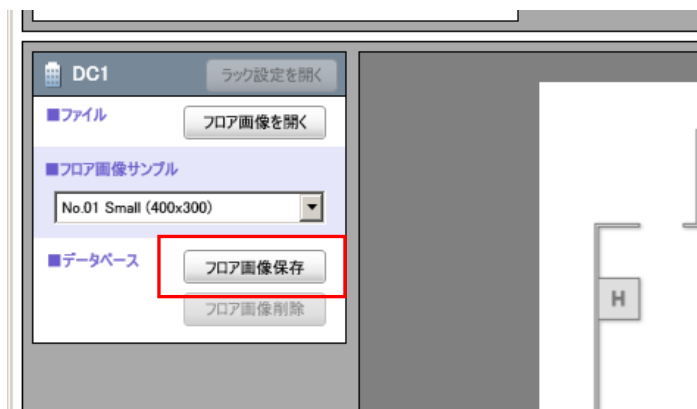 DC1
ラック設定を開く
■ファイル
フロア画像を開く
■フロア画像サンプル
No.01 Small (400x300)
■データベース
フロア画像保存
フロア画像削除
H